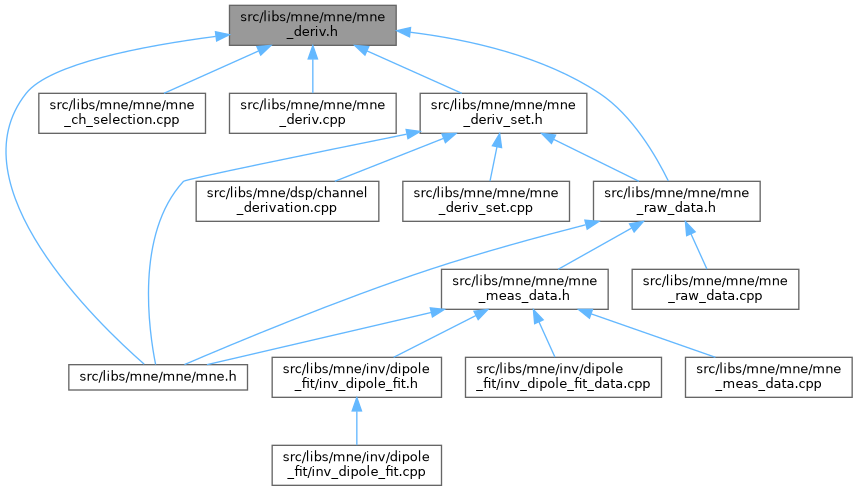 src/libs/mne/mne/mne
_deriv.h
src/libs/mne/mne/mne
_ch_selection.cpp
src/libs/mne/mne/mne
_deriv.cpp
src/libs/mne/mne/mne
_deriv_set.h
src/libs/mne/dsp/channel
_derivation.cpp
src/libs/mne/mne/mne
_deriv_set.cpp
src/libs/mne/mne/mne
_raw_data.h
src/libs/mne/mne/mne
_meas_data.h
src/libs/mne/mne/mne
_raw_data.cpp
src/libs/mne/mne/mne.h
src/libs/mne/inv/dipole
_fit/inv_dipole_fit.h
src/libs/mne/inv/dipole
_fit/inv_dipole_fit_data.cpp
src/libs/mne/mne/mne
_meas_data.cpp
src/libs/mne/inv/dipole
_fit/inv_dipole_fit.cpp